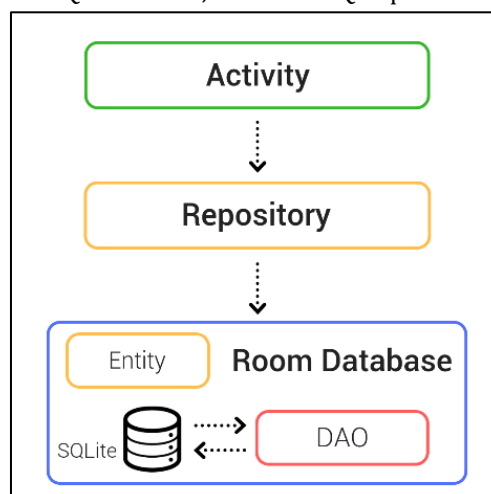 Activity
Repository
Entity
Room Database
SQLite
DAO